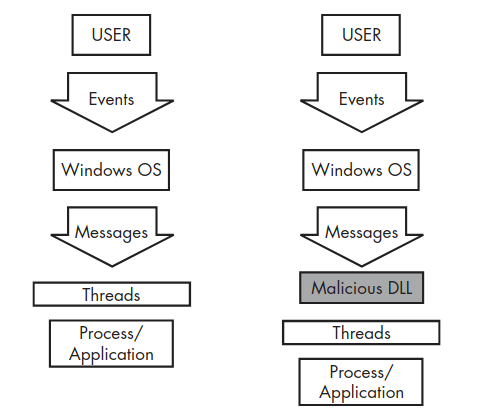 USER
Events
Windows OS
Messages
Threads
Process/
Application
USER
Events
Windows OS
Messages
Malicious DLL
Threads
Process/
Application